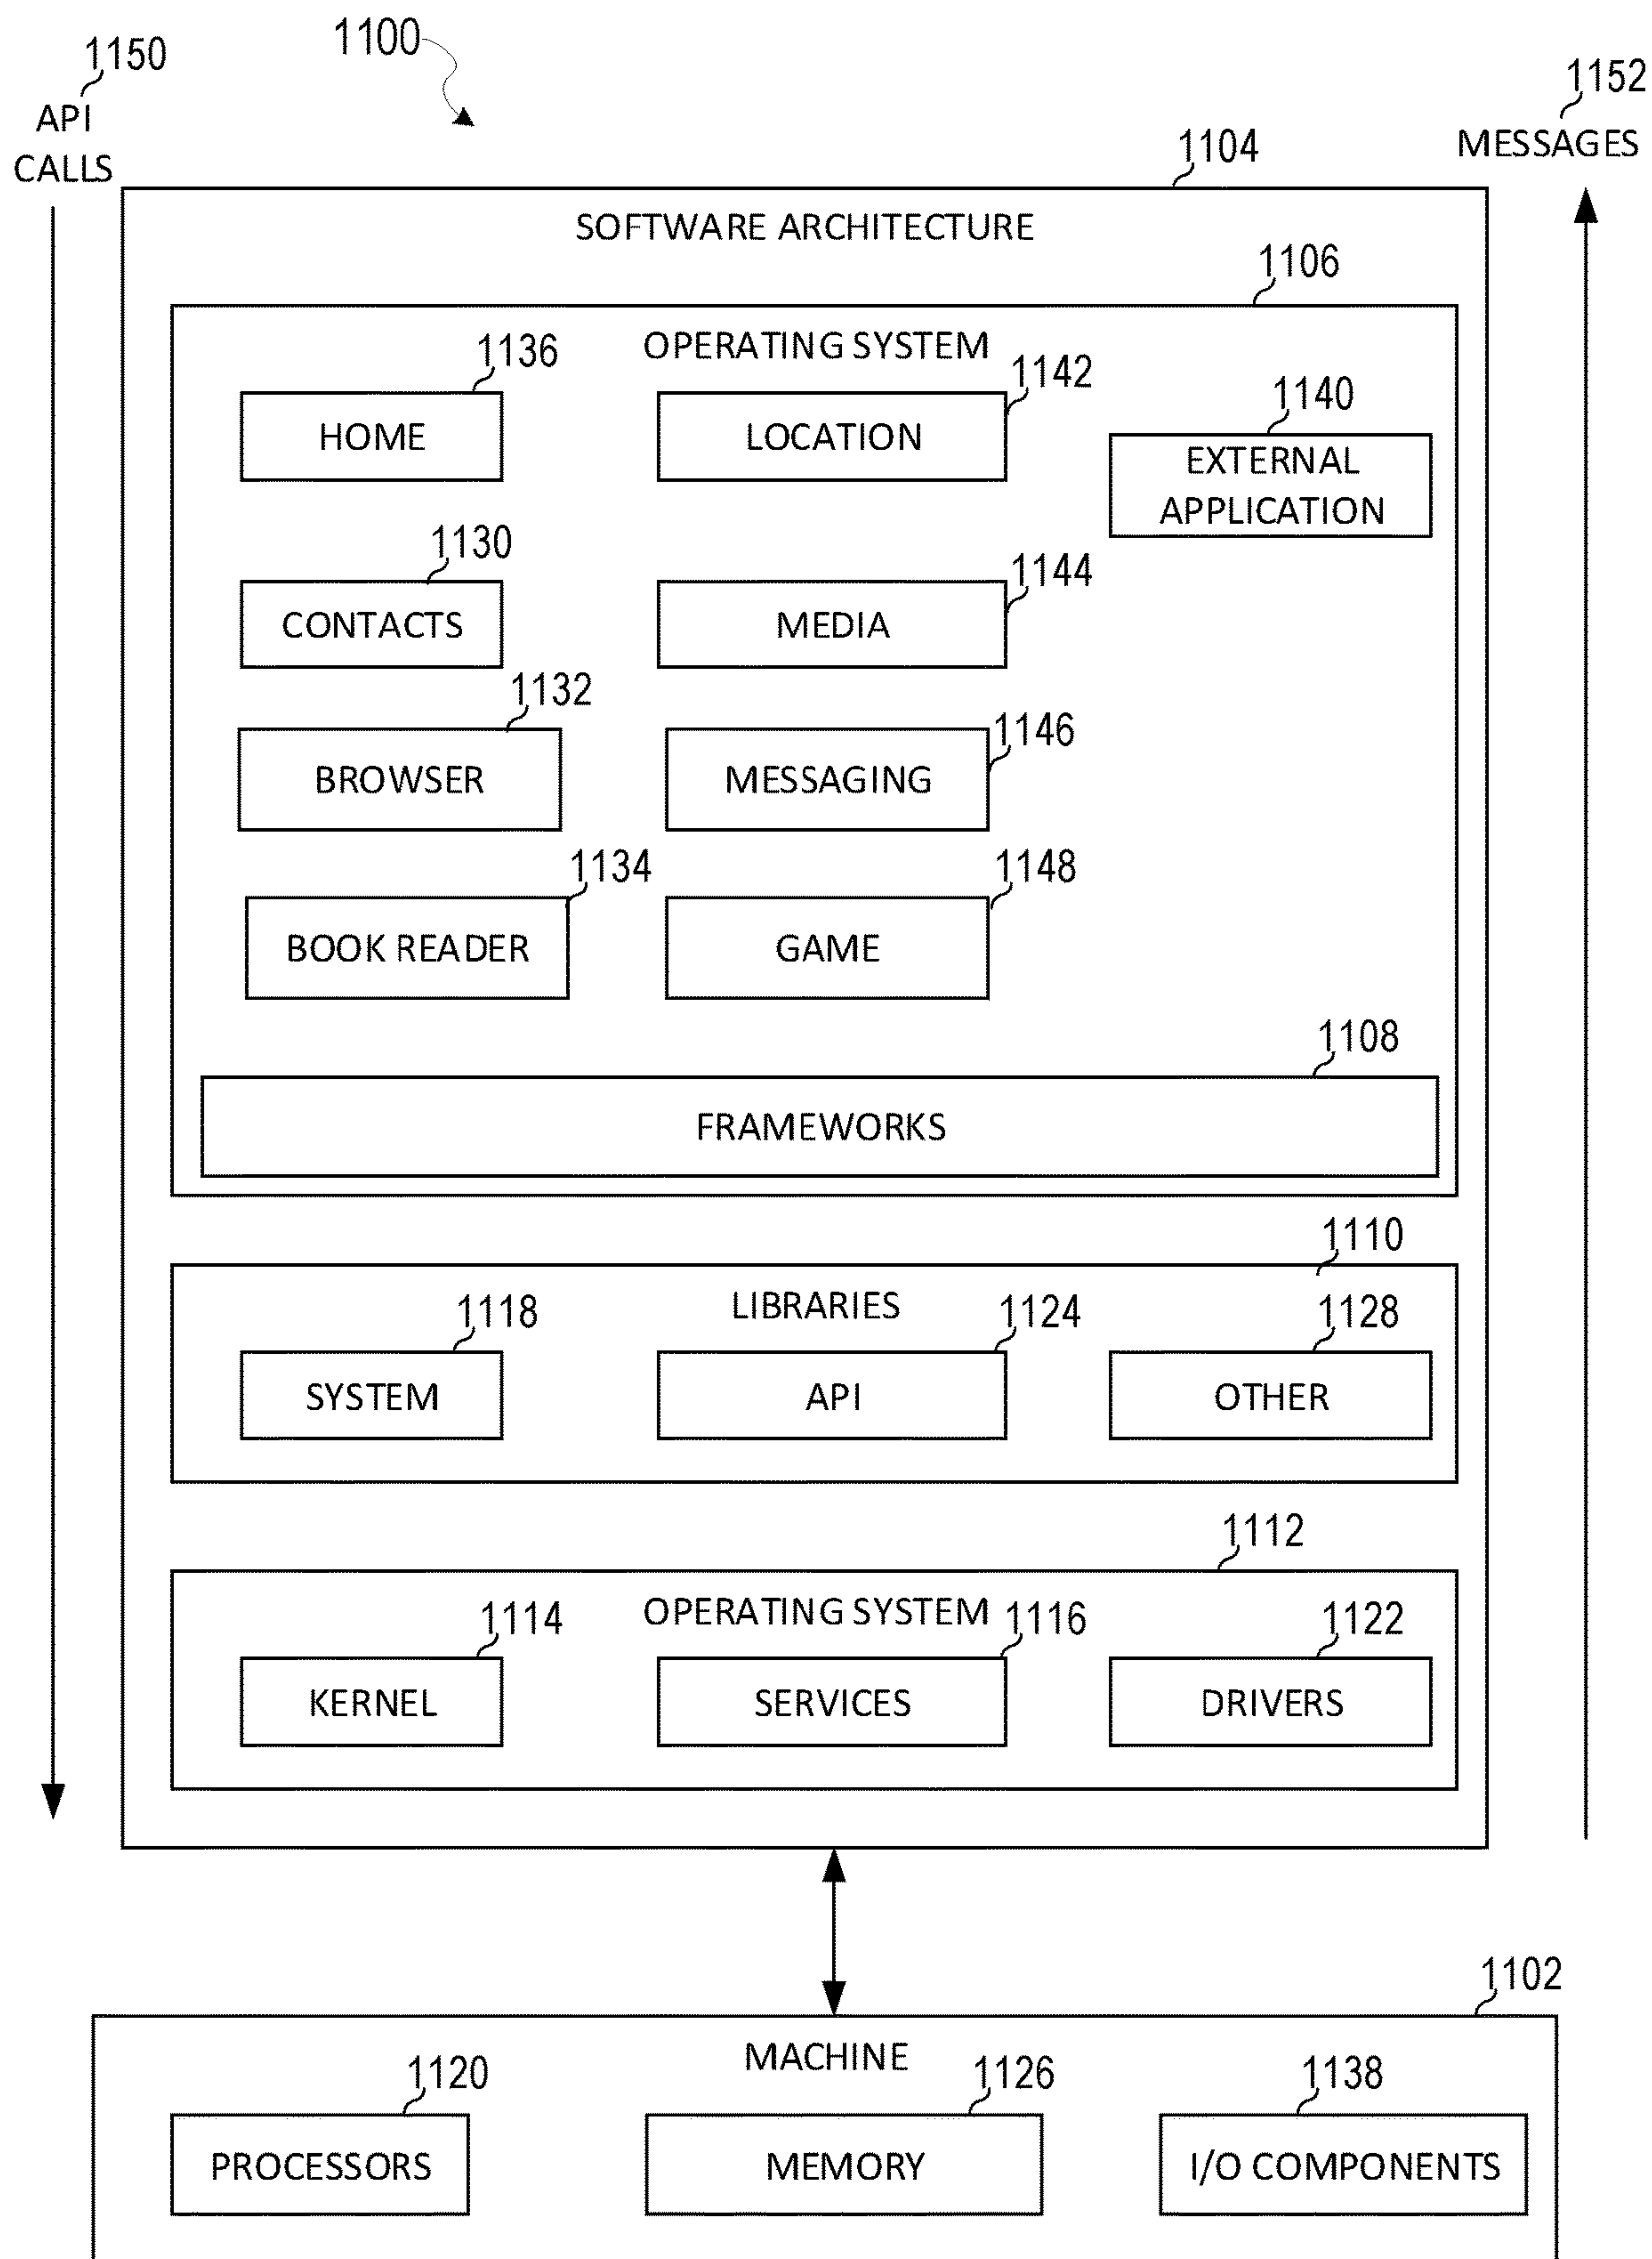 1150
API
CALLS
1100
1152
MESSAGES
1104
SOFTWARE ARCHITECTURE
1106
OPERATING SYSTEM
1136
HOME
1142
LOCATION
1140
EXTERNAL
APPLICATION
1130
CONTACTS
1144
MEDIA
1132
BROWSER
1146
MESSAGING
1134
BOOK READER
1148
GAME
1108
FRAMEWORKS
1110
LIBRARIES
1118
SYSTEM
1124
API
1128
OTHER
1112
OPERATING SYSTEM
1114
KERNEL
1116
SERVICES
1122
DRIVERS
1102
MACHINE
1120
PROCESSORS
1126
MEMORY
1138
I/O COMPONENTS